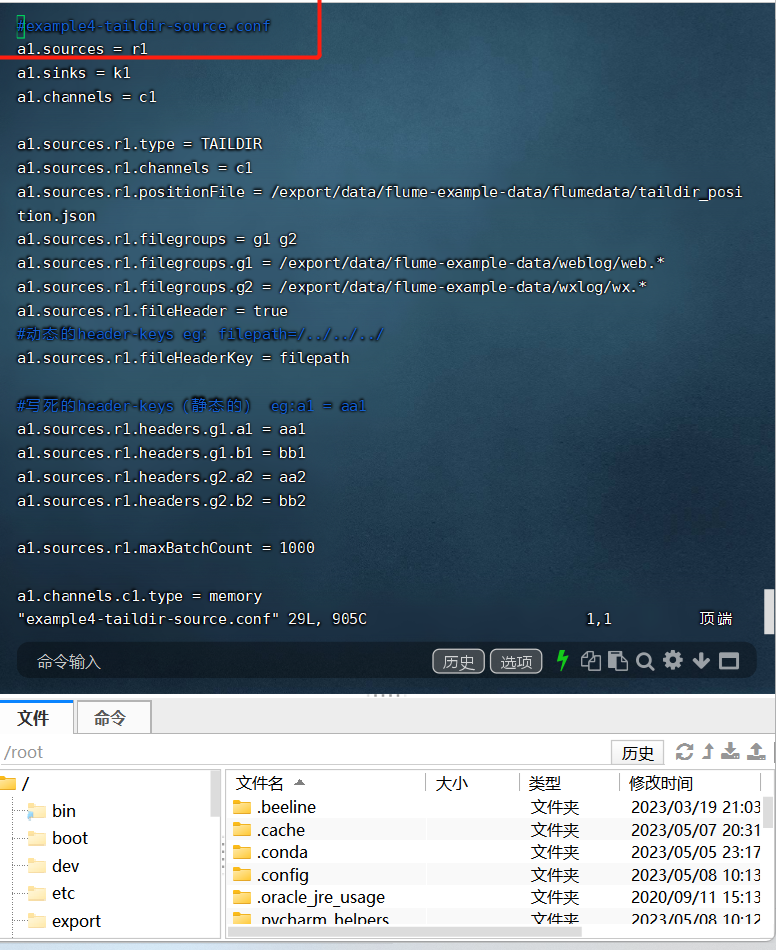 #example4-taildir-source.conf
a1.sources = r1
a1.sinks = k1
a1.channels = c1
a1.sources.r1.type = TAILDIR
a1.sources.r1.channels = c1
a1.sources.r1.positionFile = /export/data/flume-example-data/flumedata/taildir_posi
tion.json
a1.sources.r1.filegroups = g1 g2
a1.sources.r1.filegroups.g1 = /export/data/flume-example-data/weblog/web.*
a1.sources.r1.filegroups.g2 = /export/data/flume-example-data/wxlog/wx.*
a1.sources.r1.fileHeader = true
#动态的header-keys eg: filepath=/../../../
a1.sources.r1.fileHeaderKey = filepath
#写死的header-keys（静态的） eg:a1 = aa1
a1.sources.r1.headers.g1.a1 = aa1
a1.sources.r1.headers.g1.b1 = bb1
a1.sources.r1.headers.g2.a2 = aa2
a1.sources.r1.headers.g2.b2 = bb2
a1.sources.r1.maxBatchCount = 1000
a1.channels.c1.type = memory
"example4-taildir-source.conf" 29L, 905C 1,1 顶端
命令输入 历史 选项
文件 命令
/root 历史
/
bin
boot
dev
etc
export
文件名 大小 类型 修改时间
.beeline 文件夹 2023/03/19 21:03
.cache 文件夹 2023/05/07 20:31
.conda 文件夹 2023/05/05 23:17
.config 文件夹 2023/05/08 10:13
.oracle_jre_usage 文件夹 2020/09/11 15:13
.pycharm_helpers 文件夹 2023/05/08 10:12